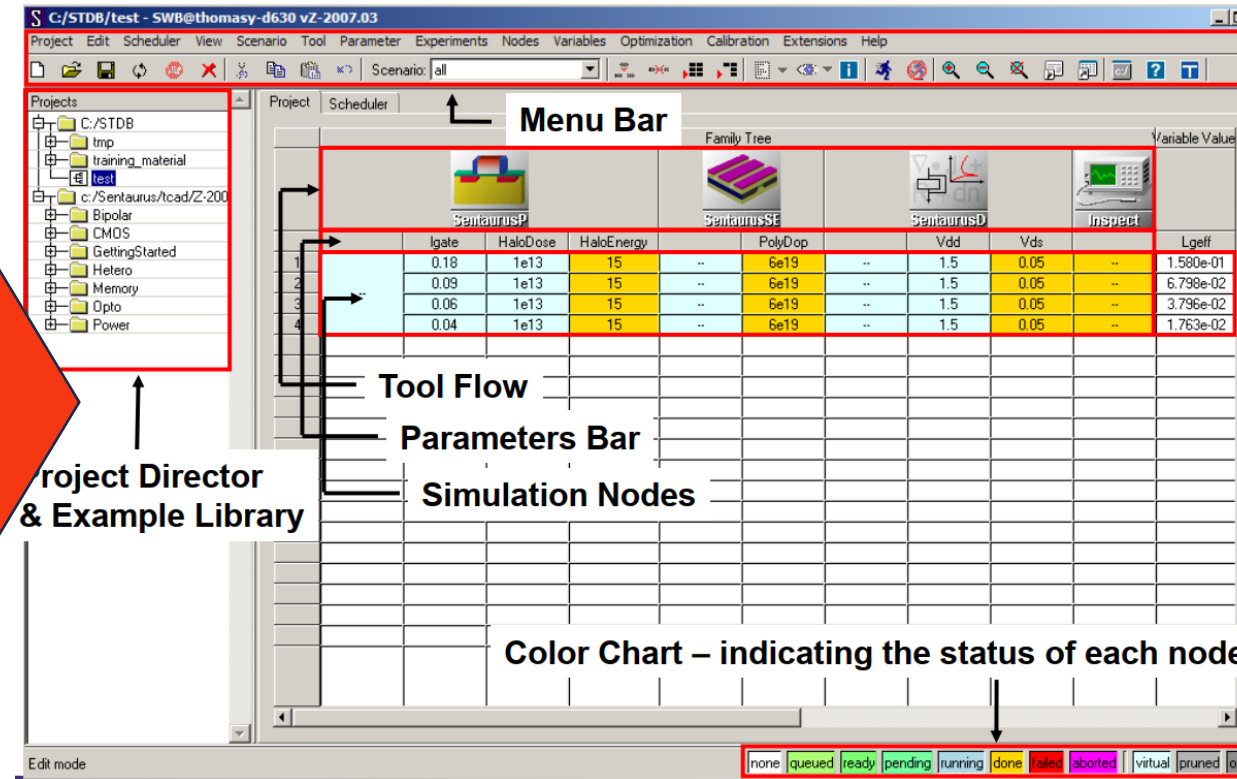 C:/STDB/test - SWB@thomasy-d630 vZ-2007.03
Project Edit Scheduler View Scenario Tool Parameter Experiments Nodes Variables Optimization Calibration Extensions Help
Scenario: all
Projects
C:/STDB
tmp
training_material
test
c:/Sentaurus/tcad/Z-200
Bipolar
CMOS
GettingStarted
Hetero
Memory
Opto
Power
Project Scheduler
Menu Bar
Family Tree Variable Value
SentaurusP SentaurusSE SentaurusD Inspect
lgate HaloDose HaloEnergy PolyDop Vdd Vds Lgeff
1 -- 0.18 1e13 15 -- 6e19 -- 1.5 0.05 -- 1.580e-01
2 0.09 1e13 15 -- 6e19 -- 1.5 0.05 -- 6.798e-02
3 0.06 1e13 15 -- 6e19 -- 1.5 0.05 -- 3.796e-02
4 0.04 1e13 15 -- 6e19 -- 1.5 0.05 -- 1.763e-02
Tool Flow
Parameters Bar
Simulation Nodes
Project Director
& Example Library
Color Chart – indicating the status of each node
Edit mode
none queued ready pending running done failed aborted virtual pruned